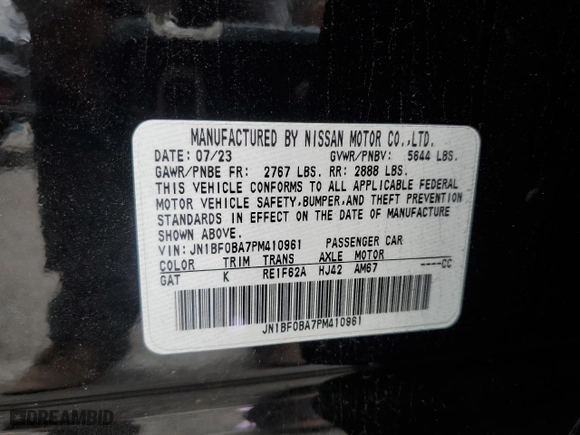 MANUFACTURED BY NISSAN MOTOR CO.,LTD.
DATE: 07/23 GVWR/PNBV: 5644 LBS.
GAWR/PNBE FR: 2767 LBS. RR: 2888 LBS.
THIS VEHICLE CONFORMS TO ALL APPLICABLE FEDERAL
MOTOR VEHICLE SAFETY,BUMPER,AND THEFT PREVENTION
STANDARDS IN EFFECT ON THE DATE OF MANUFACTURE
SHOWN ABOVE.
VIN: JN1BF0BA7PM410961 PASSENGER CAR
COLOR TRIM TRANS AXLE MOTOR
GAT K RE1F62A HJ42 AM67 ----CC
JN1BF0BA7PM410961
DREAMBID